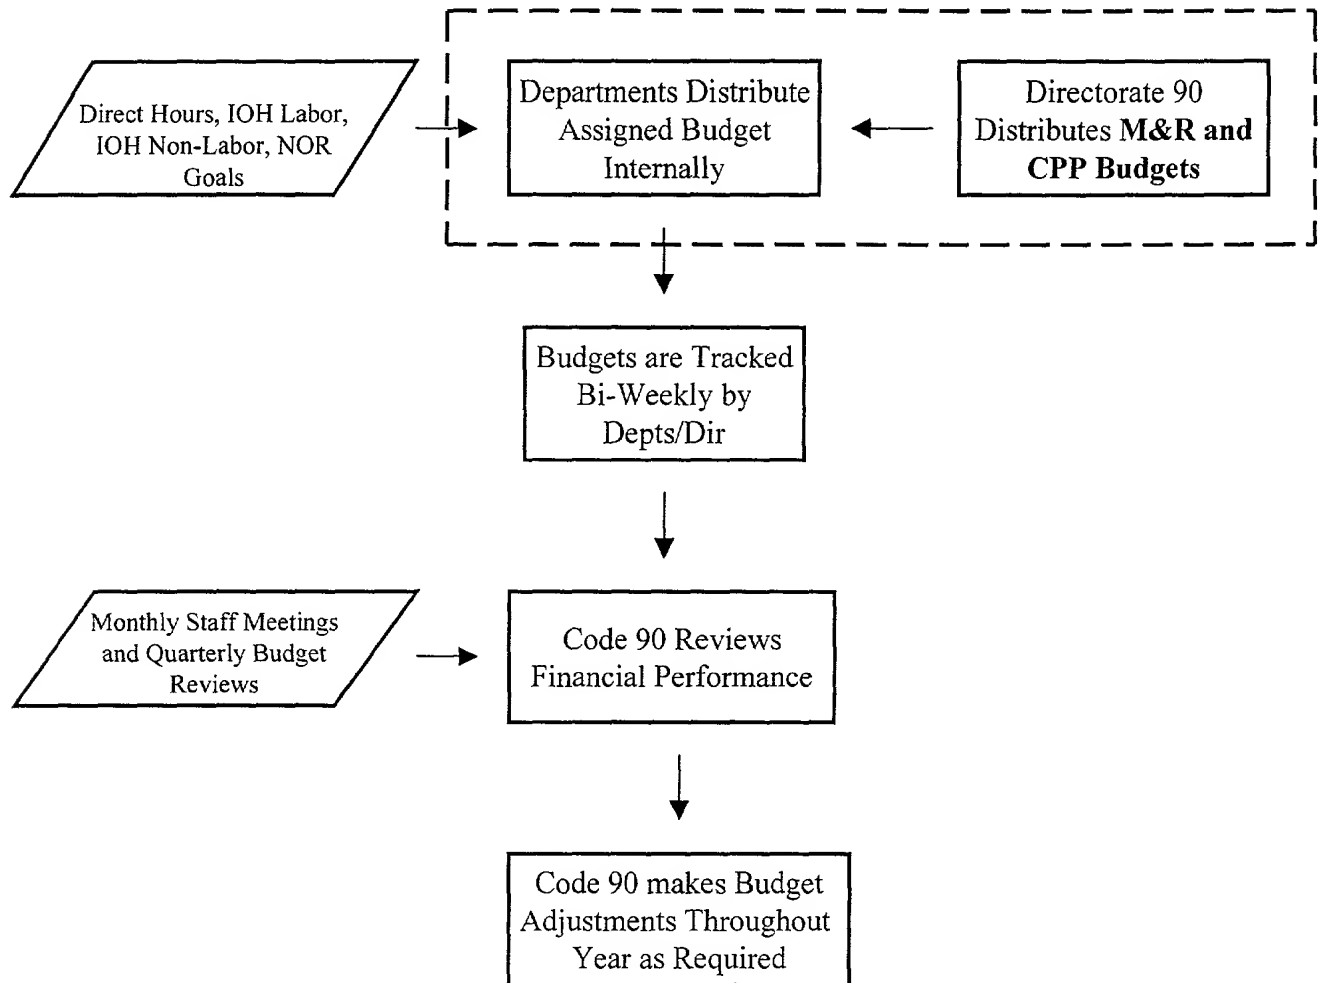 Direct Hours, IOH Labor,
IOH Non-Labor, NOR
Goals
Departments Distribute
Assigned Budget
Internally
Directorate 90
Distributes M&R and
CPP Budgets
Budgets are Tracked
Bi-Weekly by
Depts/Dir
Monthly Staff Meetings
and Quarterly Budget
Reviews
Code 90 Reviews
Financial Performance
Code 90 makes Budget
Adjustments Throughout
Year as Required